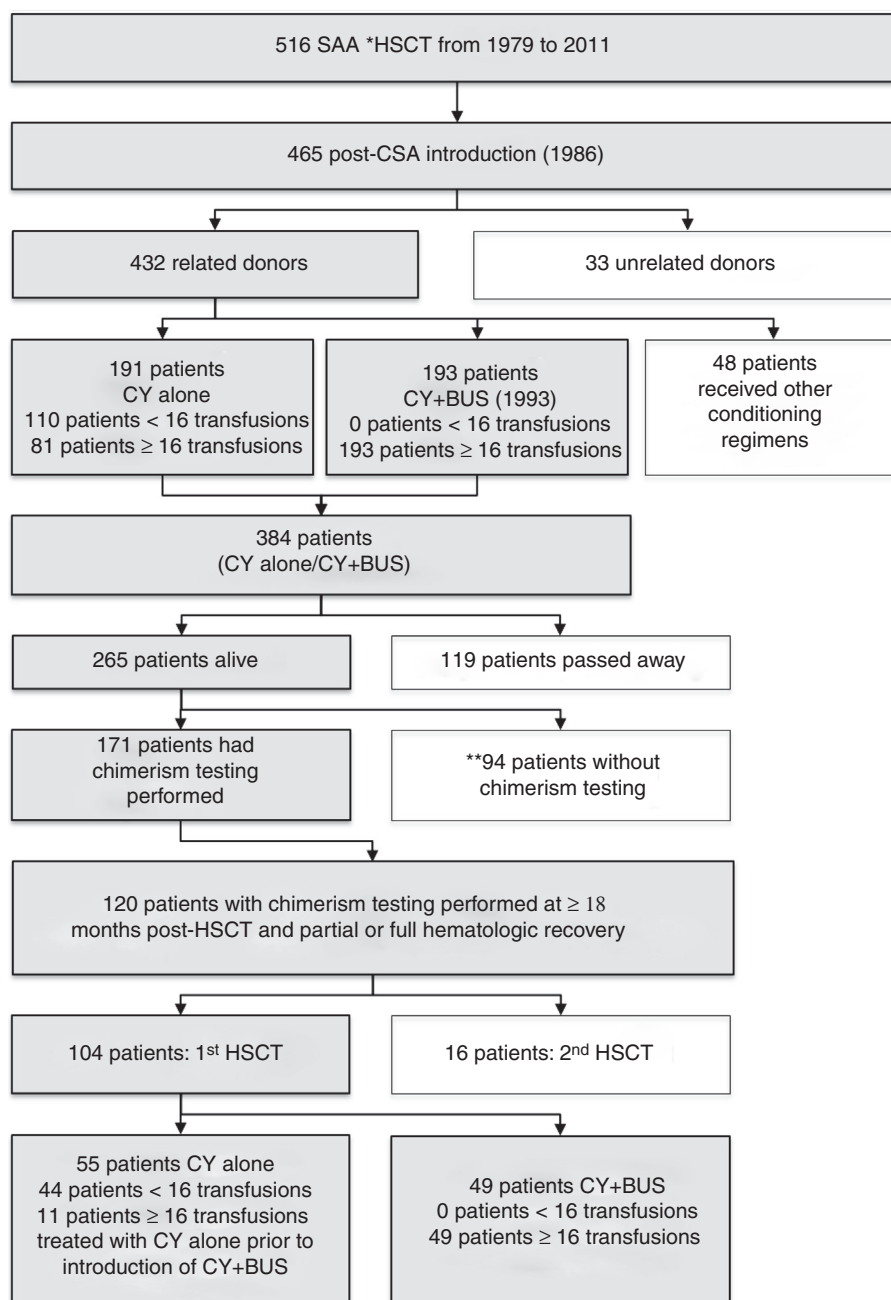 516 SAA *HSCT from 1979 to 2011
465 post-CSA introduction (1986)
432 related donors
33 unrelated donors
191 patients
CY alone
110 patients < 16 transfusions
81 patients ≥ 16 transfusions
193 patients
CY+BUS (1993)
0 patients < 16 transfusions
193 patients ≥ 16 transfusions
48 patients
received other
conditioning
regimens
384 patients
(CY alone/CY+BUS)
265 patients alive
119 patients passed away
171 patients had
chimerism testing
performed
**94 patients without
chimerism testing
120 patients with chimerism testing performed at ≥ 18
months post-HSCT and partial or full hematologic recovery
104 patients: 1st HSCT
16 patients: 2nd HSCT
55 patients CY alone
44 patients < 16 transfusions
11 patients ≥ 16 transfusions
treated with CY alone prior to
introduction of CY+BUS
49 patients CY+BUS
0 patients < 16 transfusions
49 patients ≥ 16 transfusions